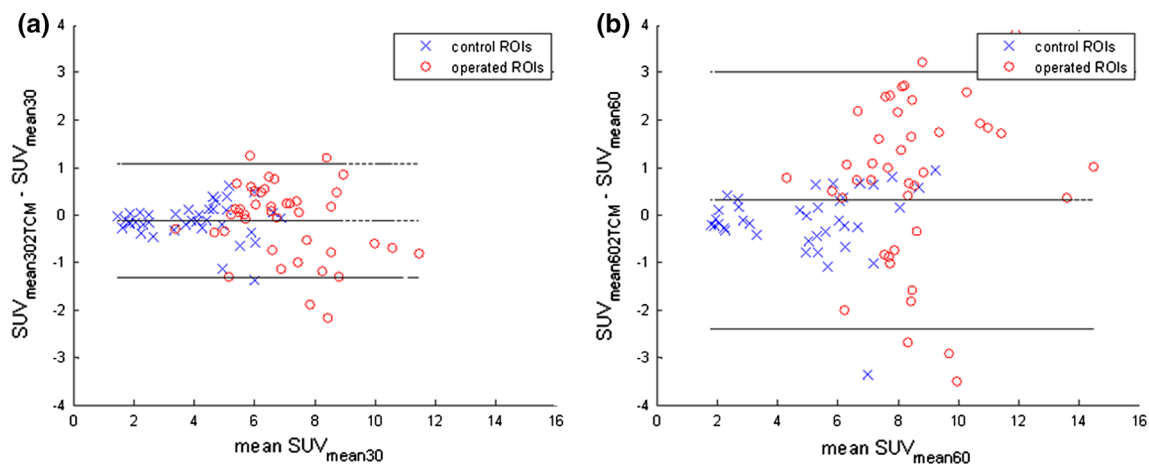 (a)
4
3
2
1
0
-1
-2
-3
-4
SUVmean302TCM - SUVmean30
control ROIs
operated ROIs
0 2 4 6 8 10 12 14 16
mean SUVmean30
(b)
4
3
2
1
0
-1
-2
-3
-4
SUVmean602TCM - SUVmean60
control ROIs
operated ROIs
0 2 4 6 8 10 12 14 16
mean SUVmean60